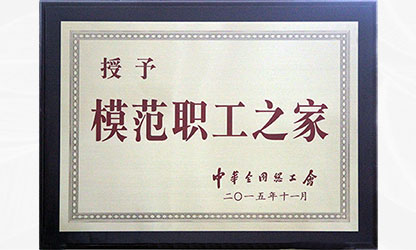 授予
模范职工之家
中华全国总工会
二〇一五年十一月